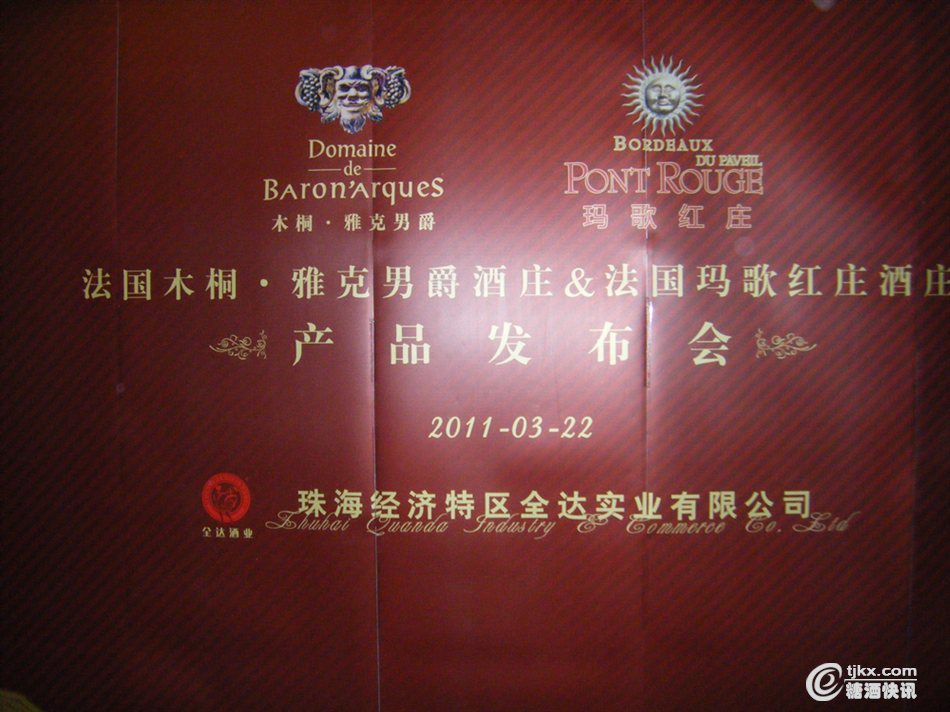 Domaine
de
BARON'ARQUES
木桐·雅克男爵
BORDEAUX
DU PAVEIL
PONT ROUGE
玛歌红庄
法国木桐·雅克男爵酒庄&法国玛歌红庄酒庄
产品发布会
2011-03-22
全达酒业
珠海经济特区全达实业有限公司
Zhuhai Quanda Industry & Commerce Co. Ltd
tjkx.com
糖酒快讯